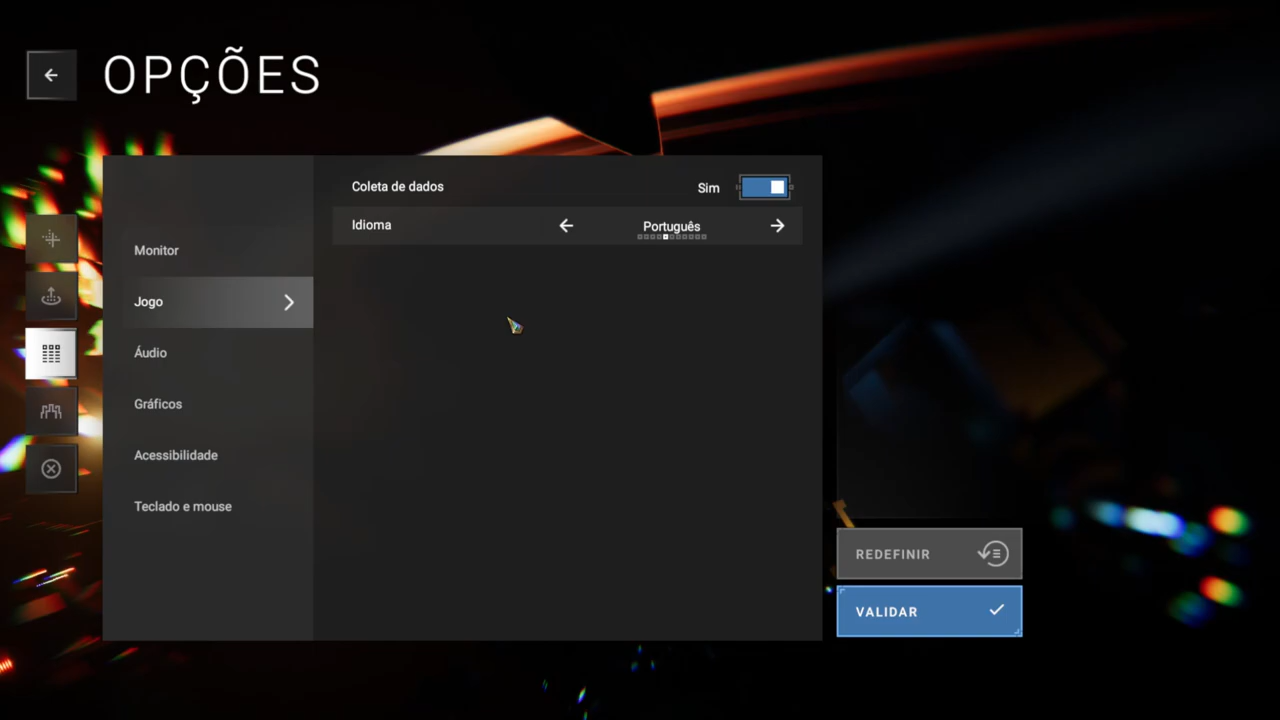 OPÇÕES
Coleta de dados Sim
Idioma Português
Monitor
Jogo
Áudio
Gráficos
Acessibilidade
Teclado e mouse
REDEFINIR
VALIDAR